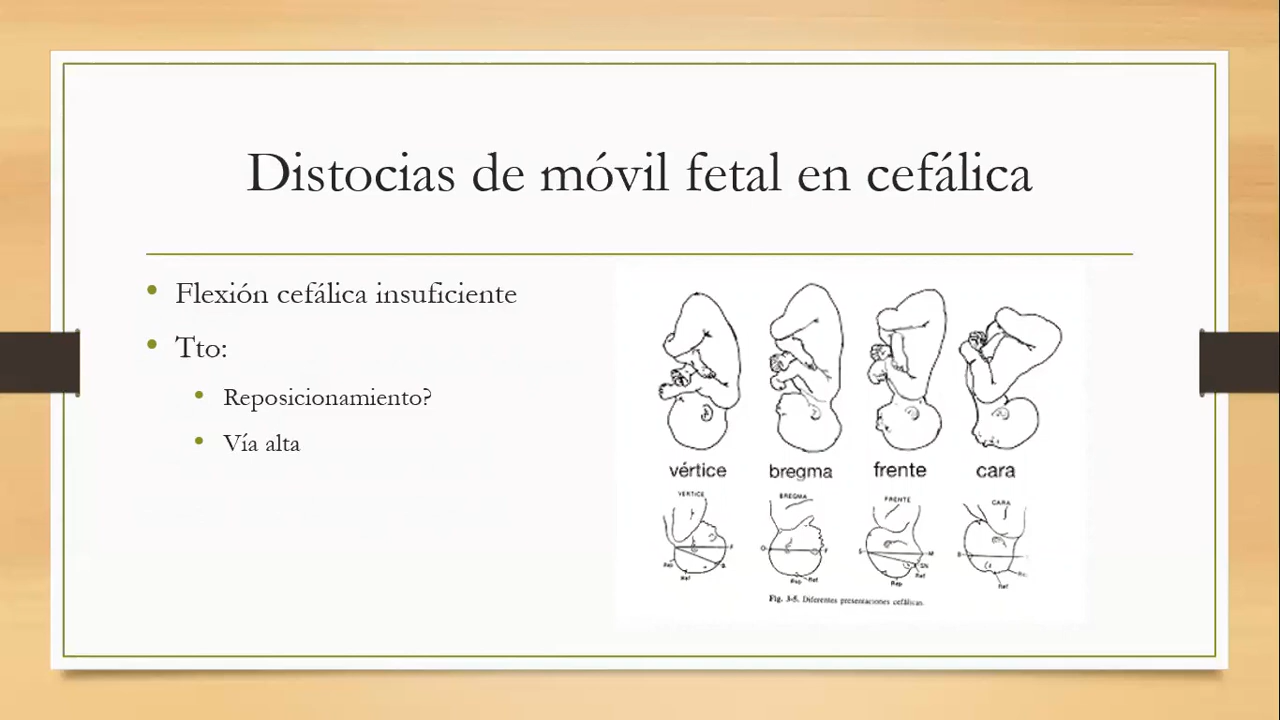 Distocias de móvil fetal en cefálica
Flexión cefálica insuficiente
Tto:
Reposicionamiento?
Vía alta
vértice bregma frente cara
VERTICE BREGMA FRENTE CARA
Fig. 3-5. Diferentes presentaciones cefálicas.